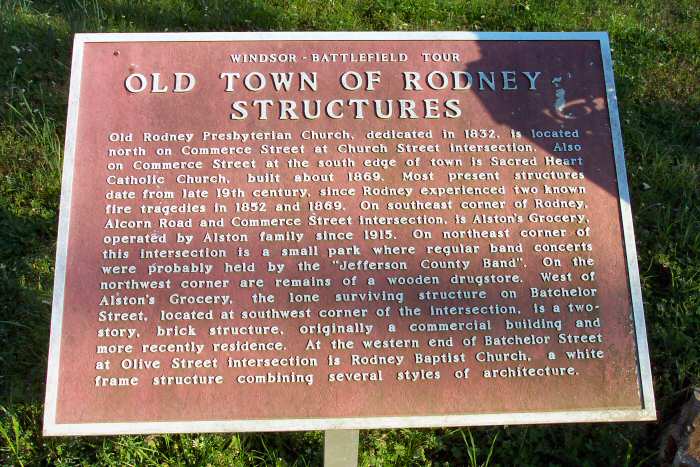 WINDSOR - BATTLEFIELD TOUR
OLD TOWN OF RODNEY
STRUCTURES
Old Rodney Presbyterian Church, dedicated in 1832, is located
north on Commerce Street at Church Street intersection. Also
on Commerce Street at the south edge of town is Sacred Heart
Catholic Church, built about 1869. Most present structures
date from late 19th century, since Rodney experienced two known
fire tragedies in 1852 and 1869. On southeast corner of Rodney,
Alcorn Road and Commerce Street intersection, is Alston's Grocery,
operated by Alston family since 1915. On northeast corner of
this intersection is a small park where regular band concerts
were probably held by the "Jefferson County Band". On the
northwest corner are remains of a wooden drugstore. West of
Alston's Grocery, the lone surviving structure on Batchelor
Street, located at southwest corner of the intersection, is a two-
story, brick structure, originally a commercial building and
more recently residence. At the western end of Batchelor Street
at Olive Street intersection is Rodney Baptist Church, a white
frame structure combining several styles of architecture.